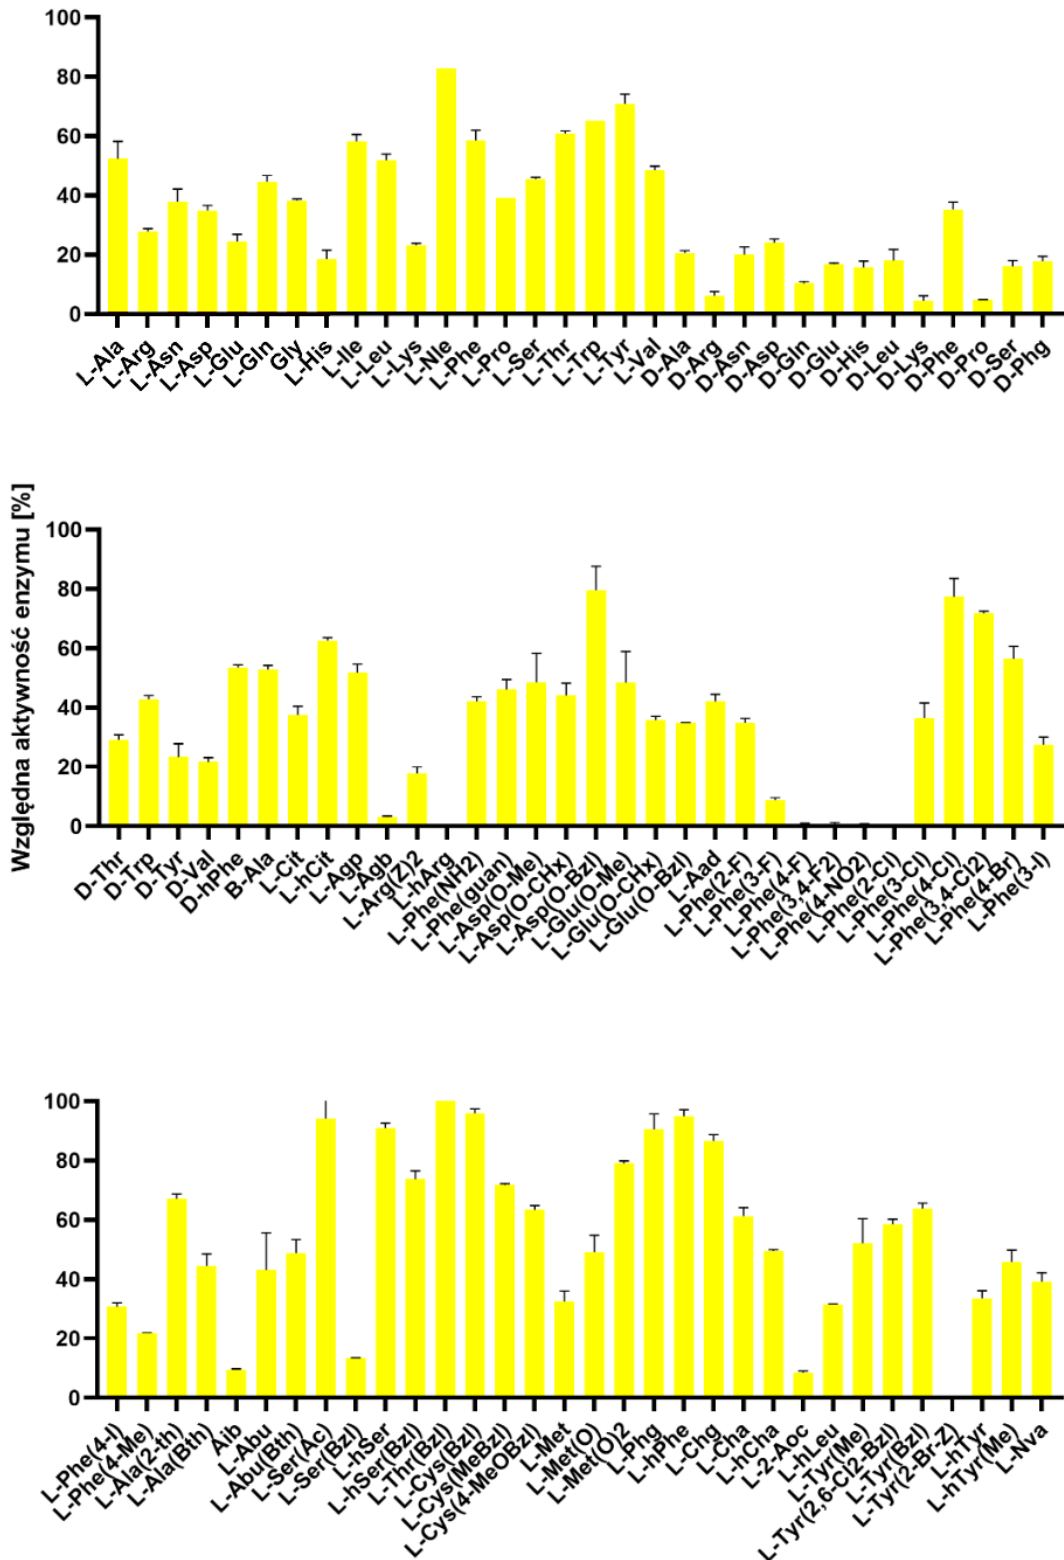 100
80
60
40
20
0
L-Ala
L-Arg
L-Asn
L-Asp
L-Glu
L-Gln
Gly
L-His
L-Ile
L-Leu
L-Lys
L-Nle
L-Phe
L-Pro
L-Ser
L-Thr
L-Trp
L-Tyr
L-Val
D-Ala
D-Arg
D-Asn
D-Asp
D-Gln
D-Glu
D-His
D-Leu
D-Lys
D-Phe
D-Pro
D-Ser
D-Phg
Względna aktywność enzymu [%]
100
80
60
40
20
0
D-Thr
D-Trp
D-Tyr
D-Val
D-hPhe
B-Ala
L-Cit
L-hCit
L-Agp
L-Agb
L-Arg(Z)2
L-hArg
L-Phe(NH2)
L-Phe(guan)
L-Asp(O-Me)
L-Asp(O-CHx)
L-Asp(O-Bzl)
L-Glu(O-Me)
L-Glu(O-CHx)
L-Glu(O-Bzl)
L-Aad
L-Phe(2-F)
L-Phe(3-F)
L-Phe(4-F)
L-Phe(3,4-F2)
L-Phe(4-NO2)
L-Phe(2-Cl)
L-Phe(3-Cl)
L-Phe(4-Cl)
L-Phe(3,4-Cl2)
L-Phe(4-Br)
L-Phe(3-I)
100
80
60
40
20
0
L-Phe(4-I)
L-Phe(4-Me)
L-Ala(2-th)
L-Ala(Bth)
Aib
L-Abu
L-Abu(Bth)
L-Ser(Ac)
L-Ser(Bzl)
L-hSer
L-hSer(Bzl)
L-Thr(Bzl)
L-Cys(Bzl)
L-Cys(MeBzl)
L-Cys(4-MeOBzl)
L-Met
L-Met(O)
L-Met(O)2
L-Phg
L-hPhe
L-Chg
L-Cha
L-hCha
L-2-Aoc
L-hLeu
L-Tyr(Me)
L-Tyr(2,6-Cl2-Bzl)
L-Tyr(Bzl)
L-Tyr(2-Br-Z)
L-hTyr
L-hTyr(Me)
L-Nva